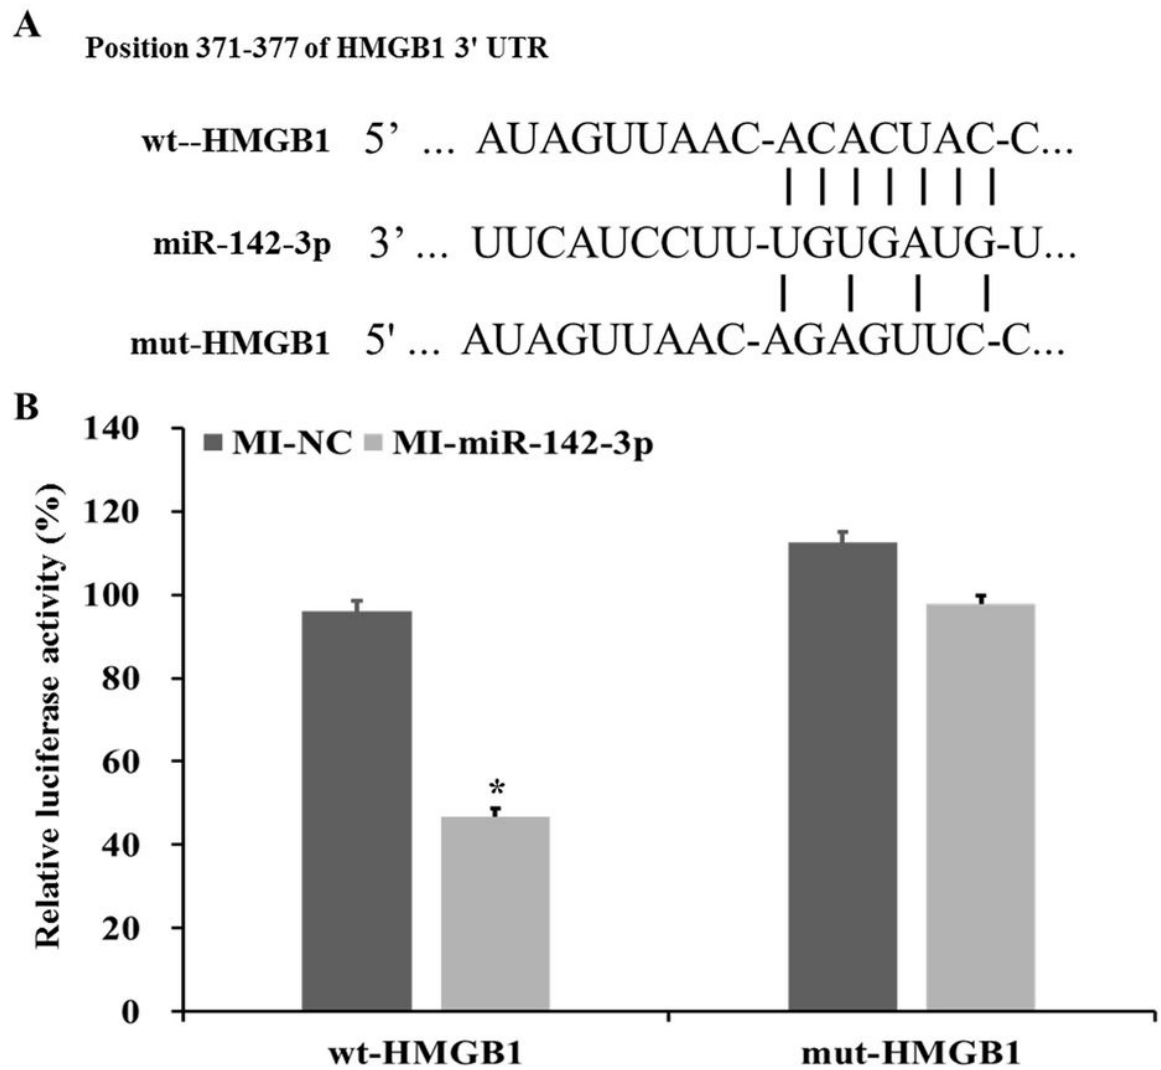 A
Position 371-377 of HMGB1 3' UTR
wt--HMGB1 5’ ... AUAGUUAAC-ACACUAC-C...
miR-142-3p 3’... UUCAUCCUU-UGUGAUG-U...
mut-HMGB1 5' ... AUAGUUAAC-AGAGUUC-C...
B
MI-NC MI-miR-142-3p
Relative luciferase activity (%)
140
120
100
80
60
40
20
0
*
wt-HMGB1 mut-HMGB1